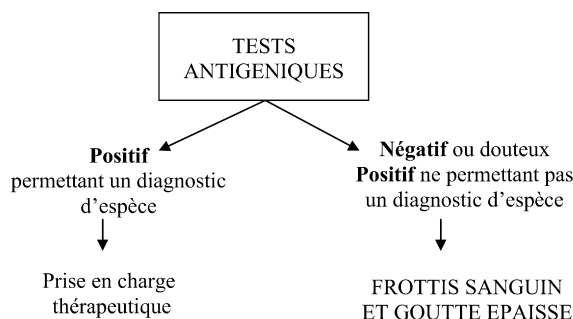 TESTS
ANTIGENIQUES
Positif
permettant un diagnostic
d'espèce
Négatif ou douteux
Positif ne permettant pas
un diagnostic d'espèce
Prise en charge
thérapeutique
FROTTIS SANGUIN
ET GOUTTE EPAISSE